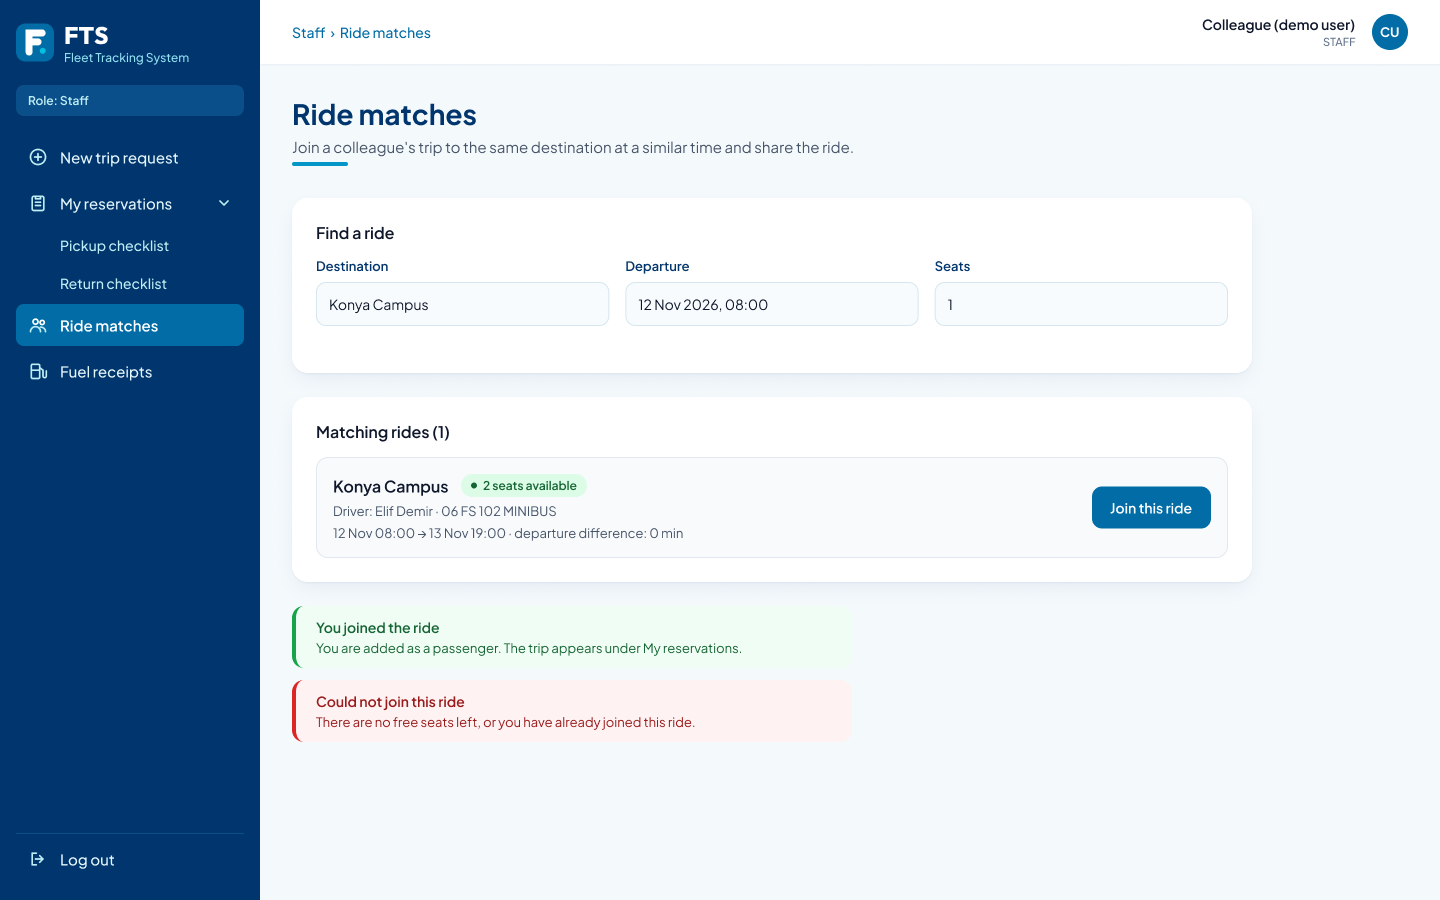 FTS
Fleet Tracking System
Role: Staff
New trip request
My reservations
Pickup checklist
Return checklist
Ride matches
Fuel receipts
Log out
Staff › Ride matches
Colleague (demo user)
STAFF
CU
Ride matches
Join a colleague's trip to the same destination at a similar time and share the ride.
Find a ride
Destination
Departure
Seats
Konya Campus
12 Nov 2026, 08:00
1
Matching rides (1)
Konya Campus
2 seats available
Driver: Elif Demir · 06 FS 102 MINIBUS
12 Nov 08:00 → 13 Nov 19:00 · departure difference: 0 min
Join this ride
You joined the ride
You are added as a passenger. The trip appears under My reservations.
Could not join this ride
There are no free seats left, or you have already joined this ride.